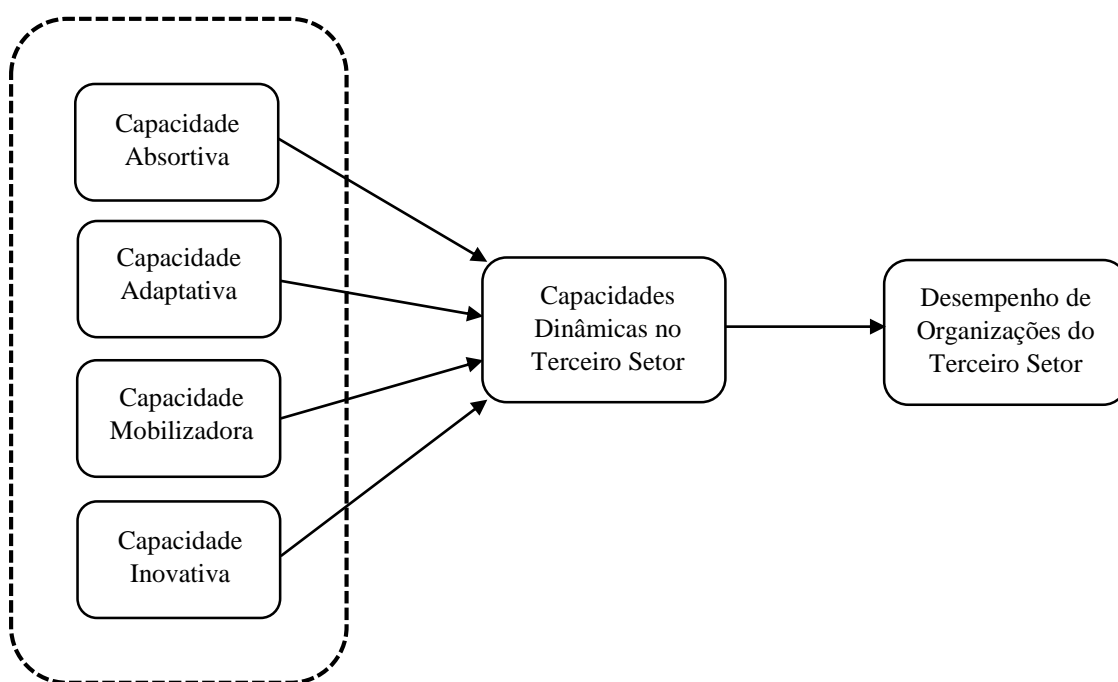 Capacidade
Absortiva
Capacidade
Adaptativa
Capacidade
Mobilizadora
Capacidade
Inovativa
Capacidades
Dinâmicas no
Terceiro Setor
Desempenho de
Organizações do
Terceiro Setor